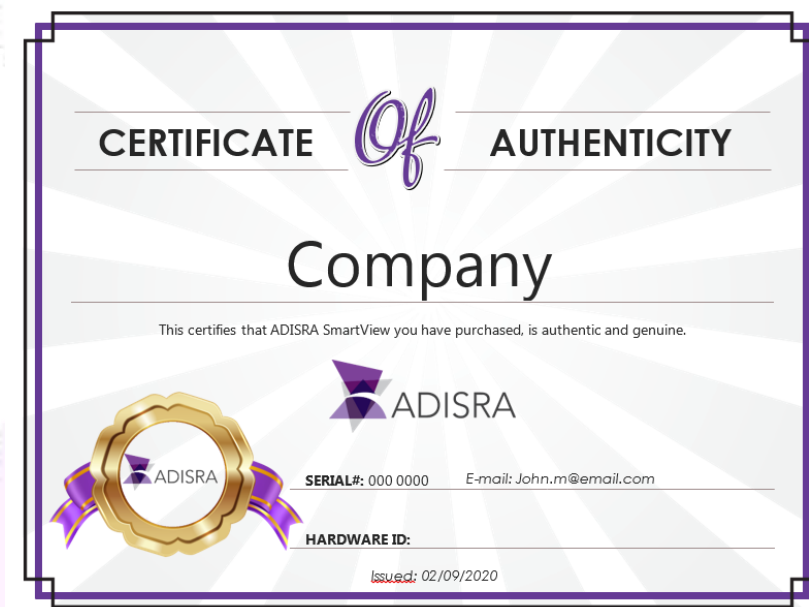 CERTIFICATE Of AUTHENTICITY
Company
This certifies that ADISRA SmartView you have purchased, is authentic and genuine.
ADISRA
ADISRA
SERIAL#: 000 0000 E-mail: John.m@email.com
HARDWARE ID:
Issued: 02/09/2020